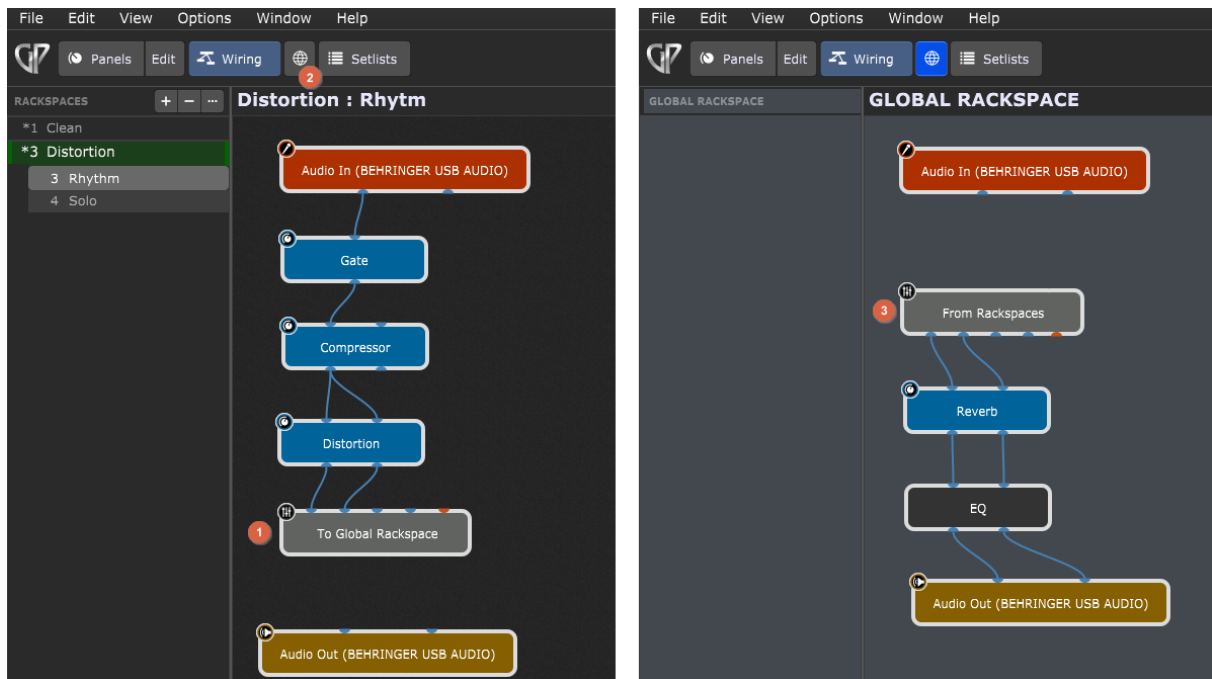 File Edit View Options Window Help
GP Panels Edit Wiring Setlists
2
RACKSPACES + − ···
Distortion : Rhytm
*1 Clean
*3 Distortion
3 Rhythm
4 Solo
Audio In (BEHRINGER USB AUDIO)
Gate
Compressor
Distortion
1
To Global Rackspace
Audio Out (BEHRINGER USB AUDIO)
File Edit View Options Window Help
GP Panels Edit Wiring Setlists
GLOBAL RACKSPACE
GLOBAL RACKSPACE
Audio In (BEHRINGER USB AUDIO)
3
From Rackspaces
Reverb
EQ
Audio Out (BEHRINGER USB AUDIO)